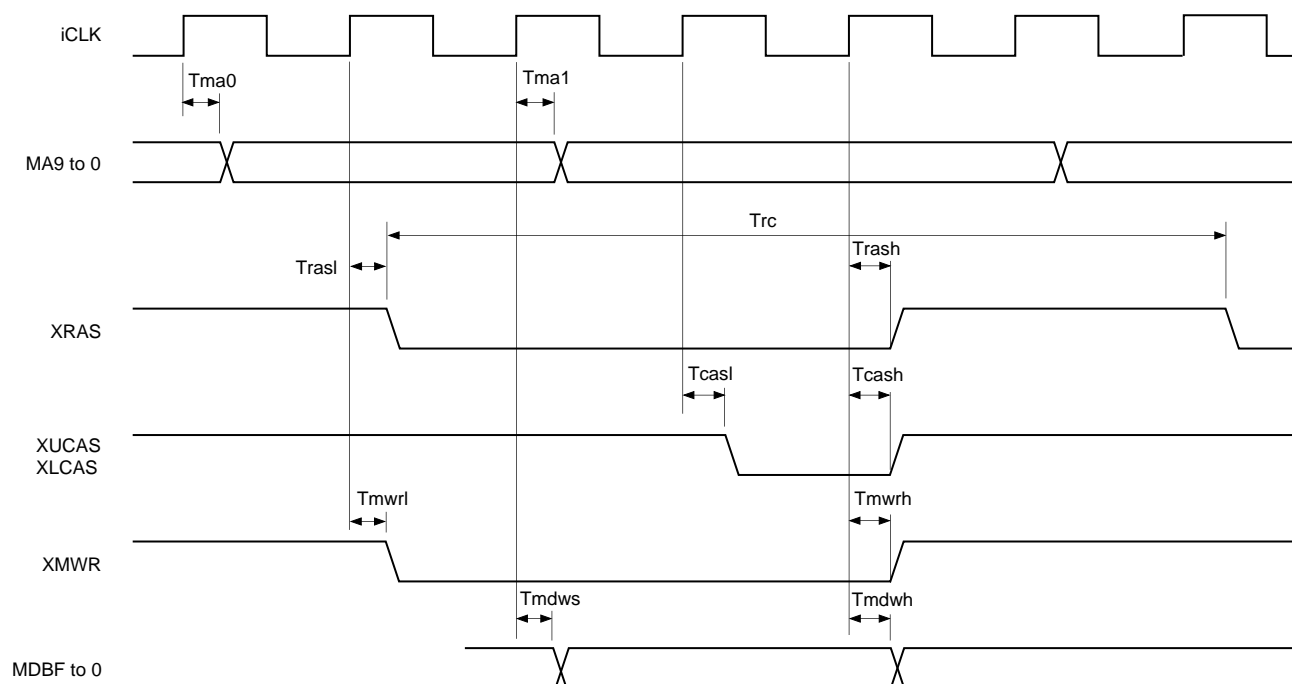 iCLK
Tma0
Tma1
MA9 to 0
Trc
Trasl
Trash
XRAS
Tcasl
Tcash
XUCAS
XLCAS
Tmwrl
Tmwrh
XMWR
Tmdws
Tmdwh
MDBF to 0